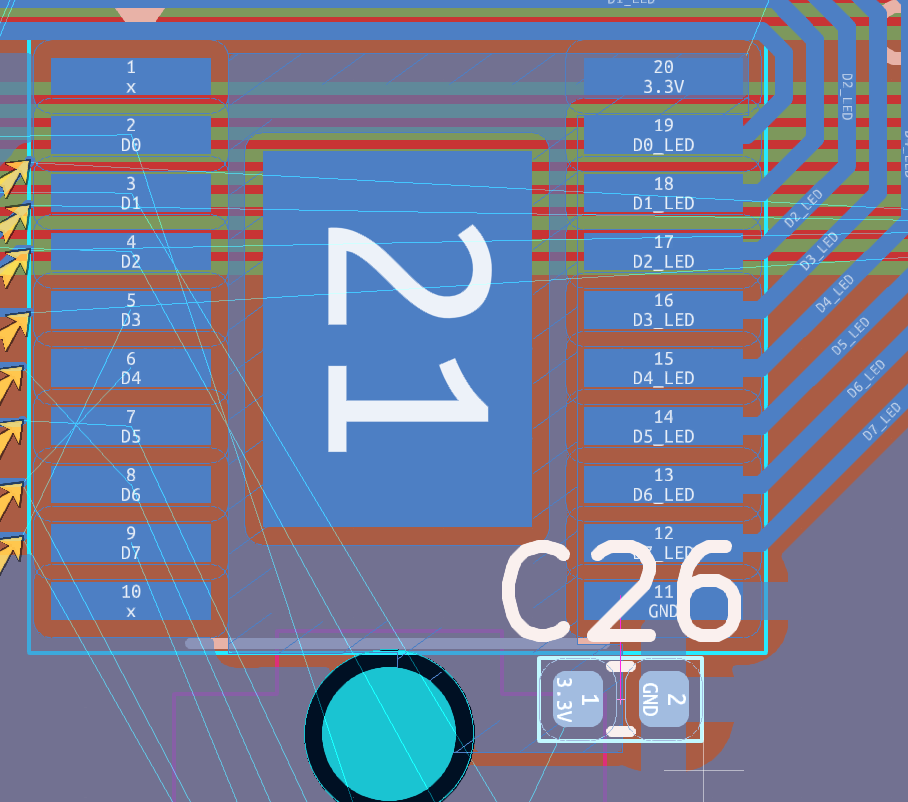 D1_LED
1
x
2
D0
3
D1
4
D2
5
D3
6
D4
7
D5
8
D6
9
D7
10
x
21
20
3.3V
19
D0_LED
18
D1_LED
17
D2_LED
16
D3_LED
15
D4_LED
14
D5_LED
13
D6_LED
12
D7_LED
11
GND
D2_LED
D2_LED
D3_LED
D4_LED
D5_LED
D6_LED
D7_LED
C26
1
3.3V
2
GND